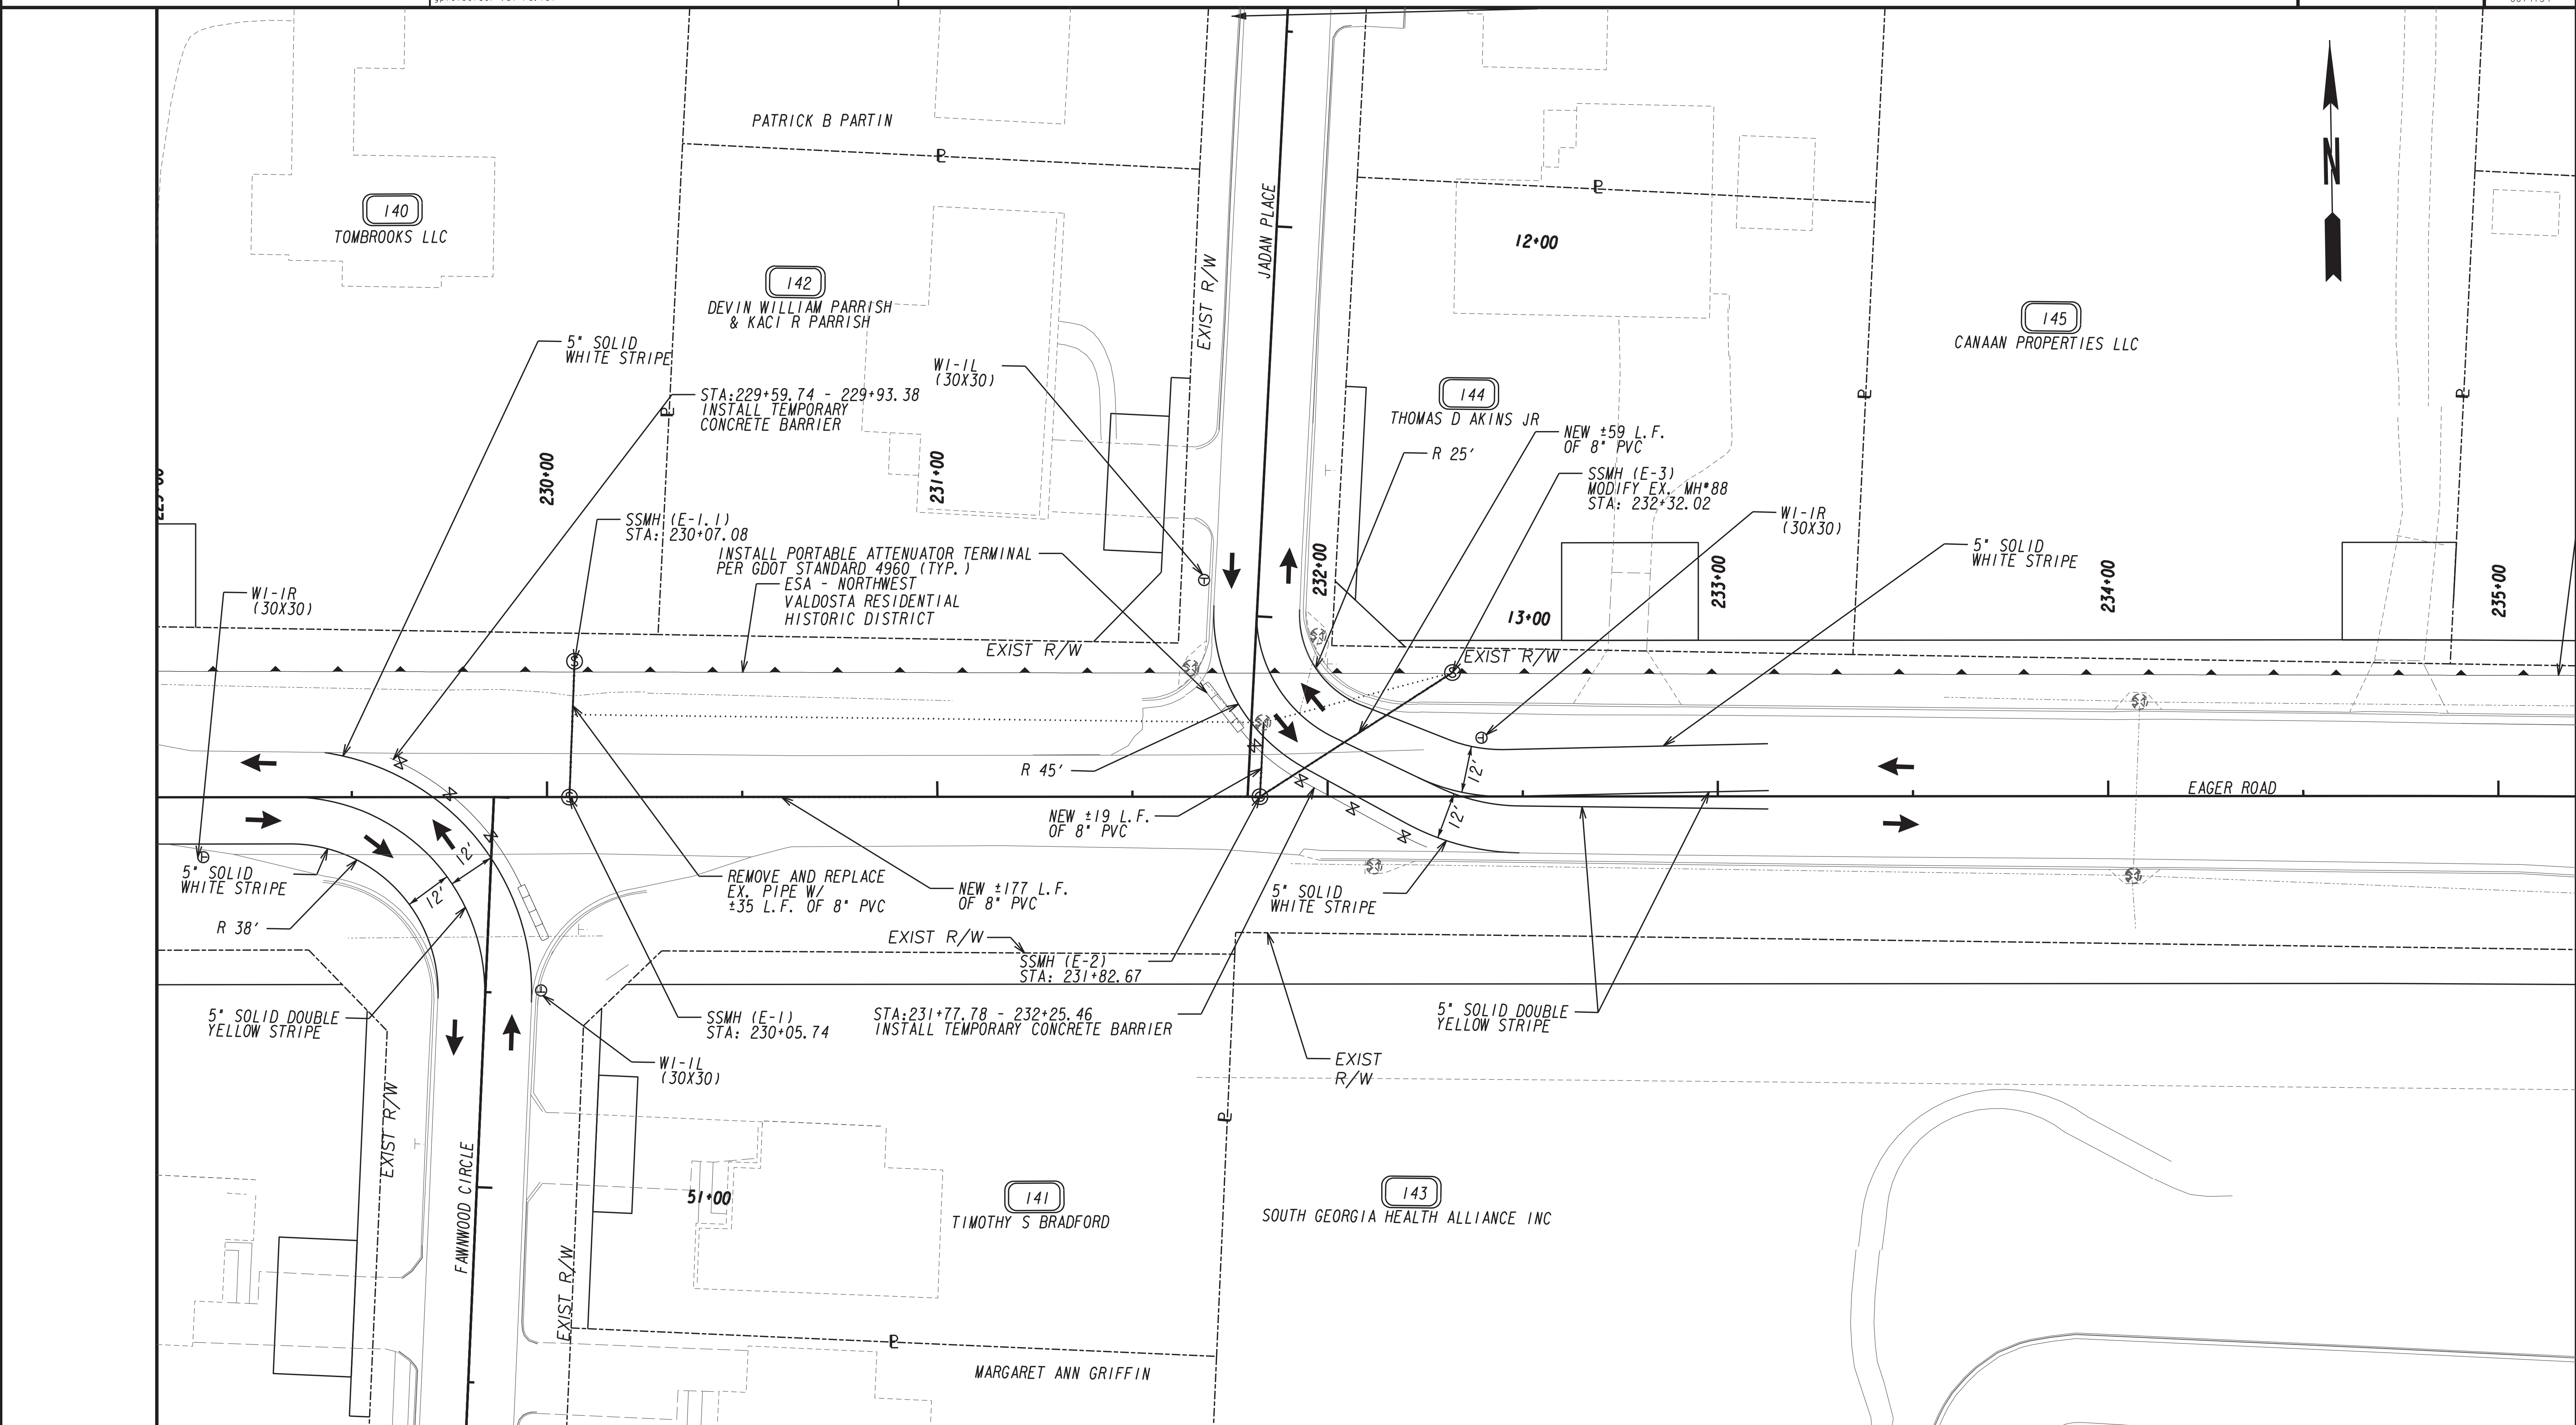 PATRICK B PARTIN
N
140
TOMBROOKS LLC
JADAN PLACE
EXIST R/W
12+00
142
DEVIN WILLIAM PARRISH
& KACI R PARRISH
145
CANAAN PROPERTIES LLC
5" SOLID
WHITE STRIPE
W1-1L
(30X30)
STA:229+59.74 - 229+93.38
INSTALL TEMPORARY
CONCRETE BARRIER
144
THOMAS D AKINS JR
R 25'
NEW ±59 L.F.
OF 8" PVC
SSMH (E-3)
MODIFY EX. MH#88
STA: 232+32.02
W1-1R
(30X30)
5" SOLID
WHITE STRIPE
230+00
231+00
232+00
233+00
234+00
235+00
13+00
SSMH (E-1.1)
STA: 230+07.08
INSTALL PORTABLE ATTENUATOR TERMINAL
PER GDOT STANDARD 4960 (TYP.)
ESA - NORTHWEST
VALDOSTA RESIDENTIAL
HISTORIC DISTRICT
W1-1R
(30X30)
EXIST R/W
EXIST R/W
R 45'
12'
12'
EAGER ROAD
NEW ±19 L.F.
OF 8" PVC
12'
12'
5" SOLID
WHITE STRIPE
R 38'
REMOVE AND REPLACE
EX. PIPE W/
±35 L.F. OF 8" PVC
NEW ±177 L.F.
OF 8" PVC
5" SOLID
WHITE STRIPE
EXIST R/W
SSMH (E-2)
STA: 231+82.67
5" SOLID DOUBLE
YELLOW STRIPE
SSMH (E-1)
STA: 230+05.74
STA:231+77.78 - 232+25.46
INSTALL TEMPORARY CONCRETE BARRIER
5" SOLID DOUBLE
YELLOW STRIPE
W1-1L
(30X30)
EXIST
R/W
EXIST R/W
FAWNWOOD CIRCLE
EXIST R/W
51+00
141
TIMOTHY S BRADFORD
143
SOUTH GEORGIA HEALTH ALLIANCE INC
MARGARET ANN GRIFFIN